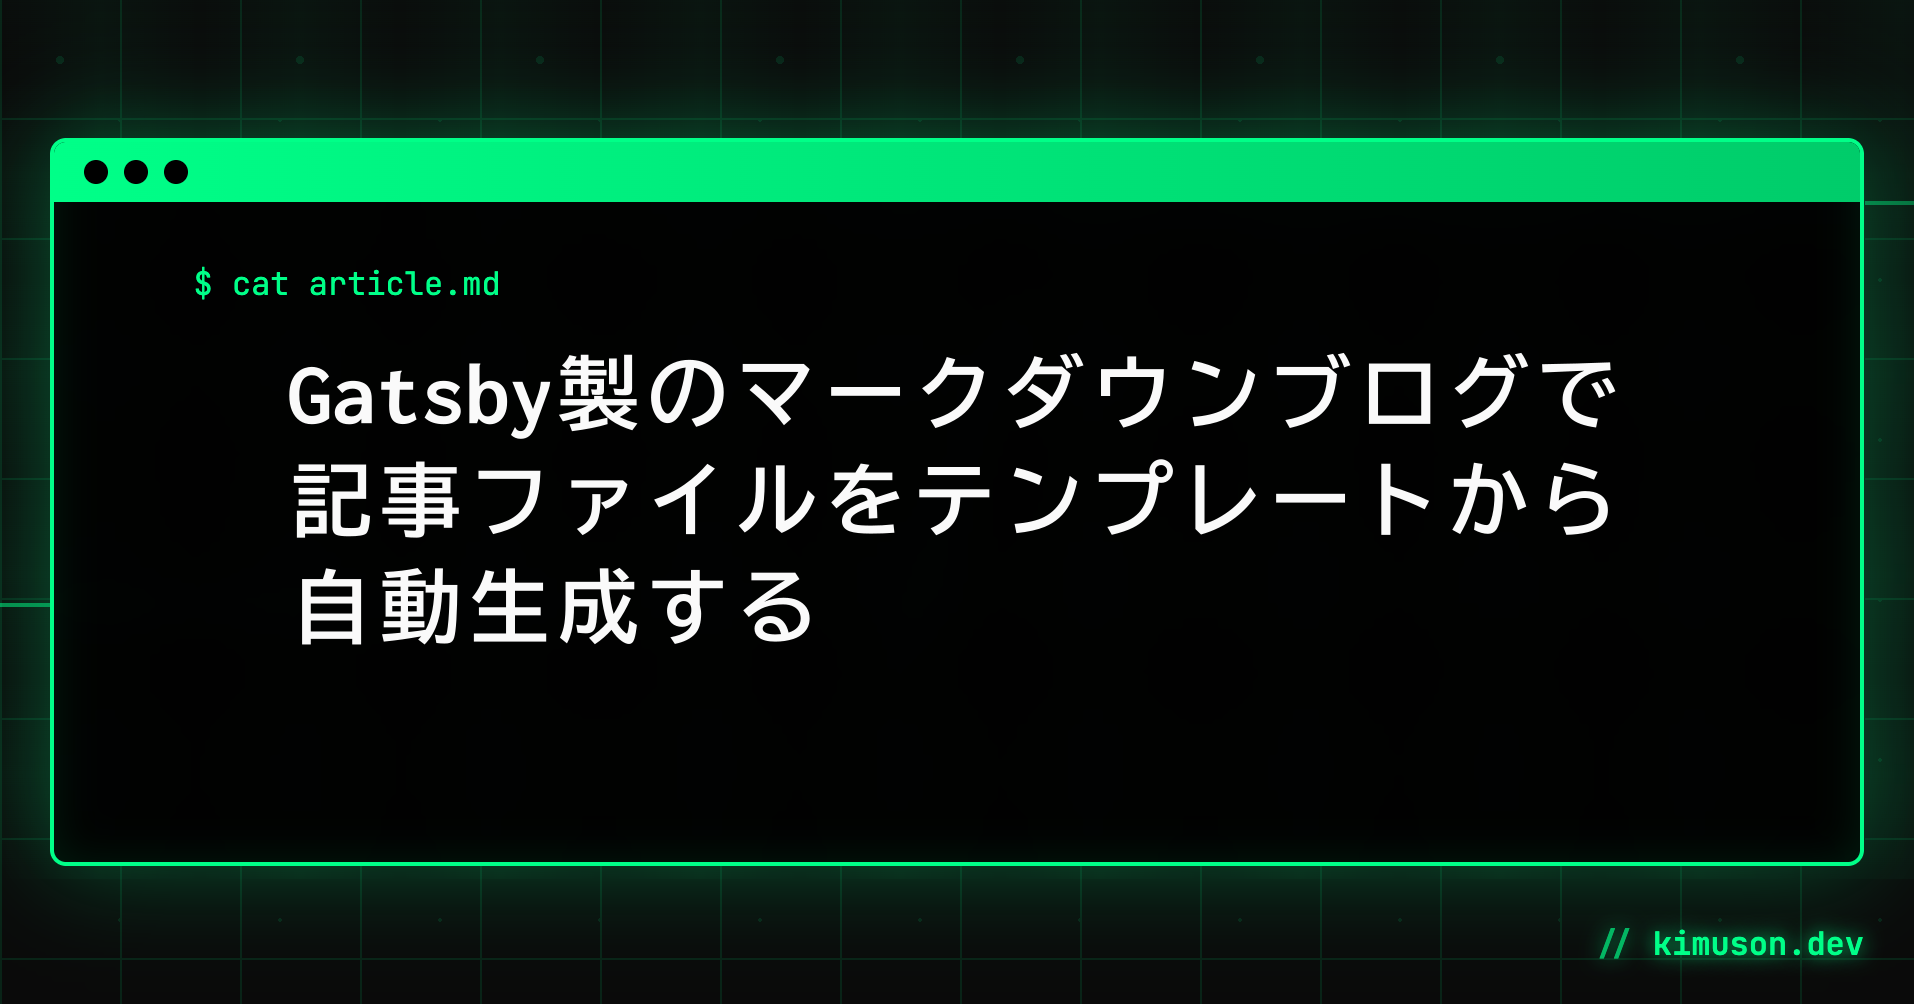 $ cat article.md
Gatsby製のマークダウンブログで
記事ファイルをテンプレートから
自動生成する
// kimuson.dev